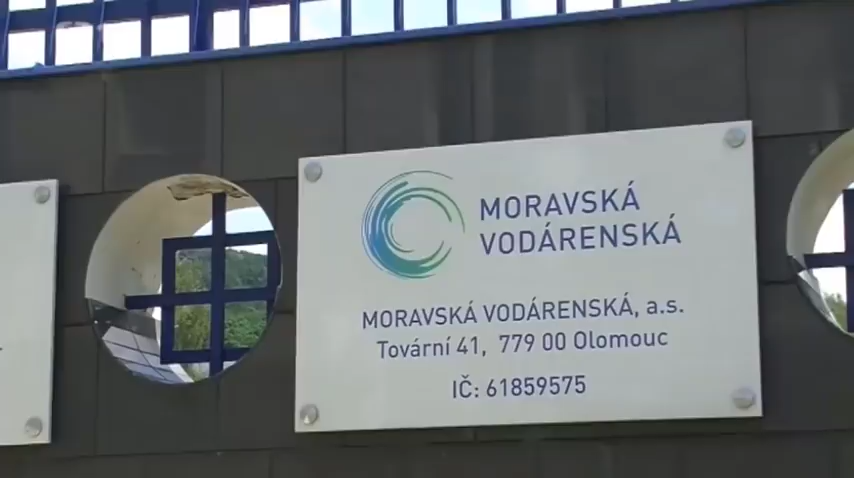 MORAVSKÁ
VODÁRENSKÁ
MORAVSKÁ VODÁRENSKÁ, a.s.
Tovární 41, 779 00 Olomouc
IČ: 61859575